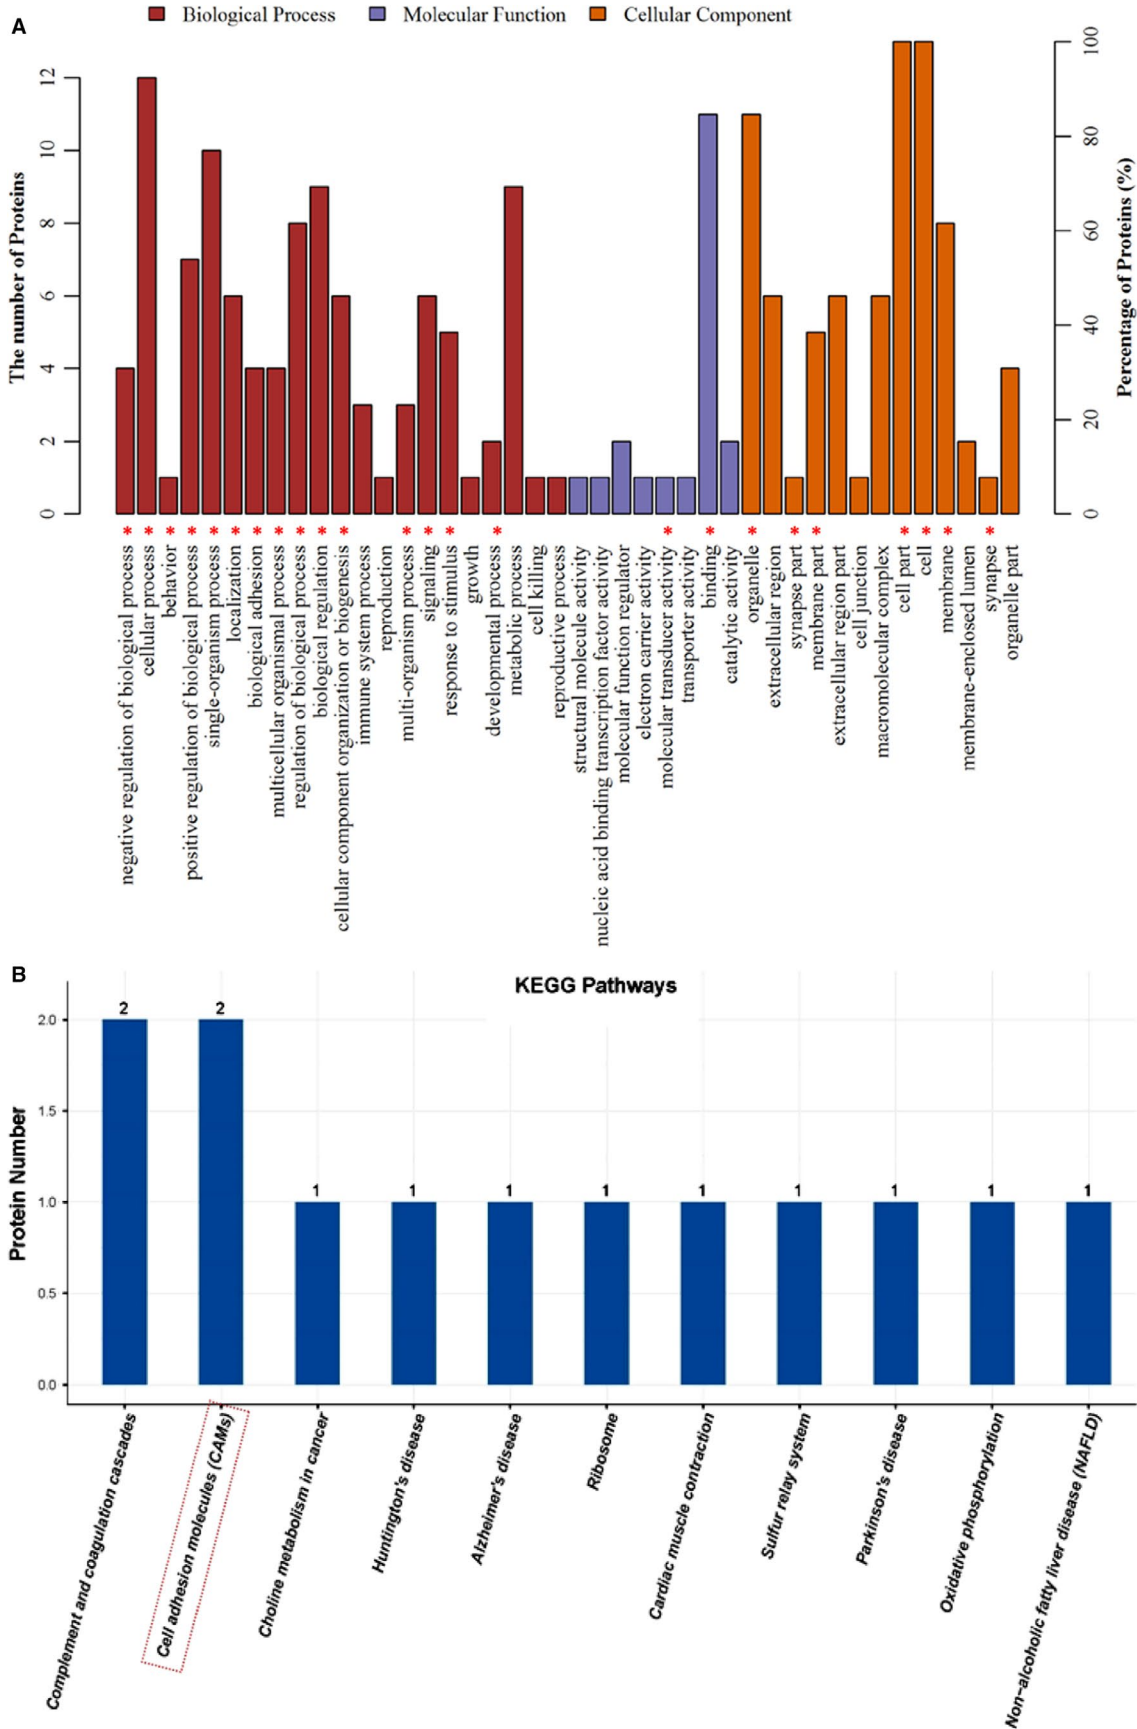 A
Biological Process
Molecular Function
Cellular Component
The number of Proteins
0
2
4
6
8
10
12
Percentage of Proteins (%)
0
20
40
60
80
100
* * * * * * * * * * * * * * * * * * * * * * * *
negative regulation of biological process
cellular process
behavior
positive regulation of biological process
single-organism process
localization
biological adhesion
multicellular organismal process
regulation of biological process
biological regulation
cellular component organization or biogenesis
immune system process
reproduction
multi-organism process
signaling
response to stimulus
growth
developmental process
metabolic process
cell killing
reproductive process
structural molecule activity
nucleic acid binding transcription factor activity
molecular function regulator
electron carrier activity
molecular transducer activity
transporter activity
binding
catalytic activity
organelle
extracellular region
synapse part
membrane part
extracellular region part
cell junction
macromolecular complex
cell part
cell
membrane
membrane-enclosed lumen
synapse
organelle part
B
KEGG Pathways
Protein Number
2.0
1.5
1.0
0.5
0.0
2 2 1 1 1 1 1 1 1 1 1
Complement and coagulation cascades
Cell adhesion molecules (CAMs)
Choline metabolism in cancer
Huntington's disease
Alzheimer's disease
Ribosome
Cardiac muscle contraction
Sulfur relay system
Parkinson's disease
Oxidative phosphorylation
Non-alcoholic fatty liver disease (NAFLD)